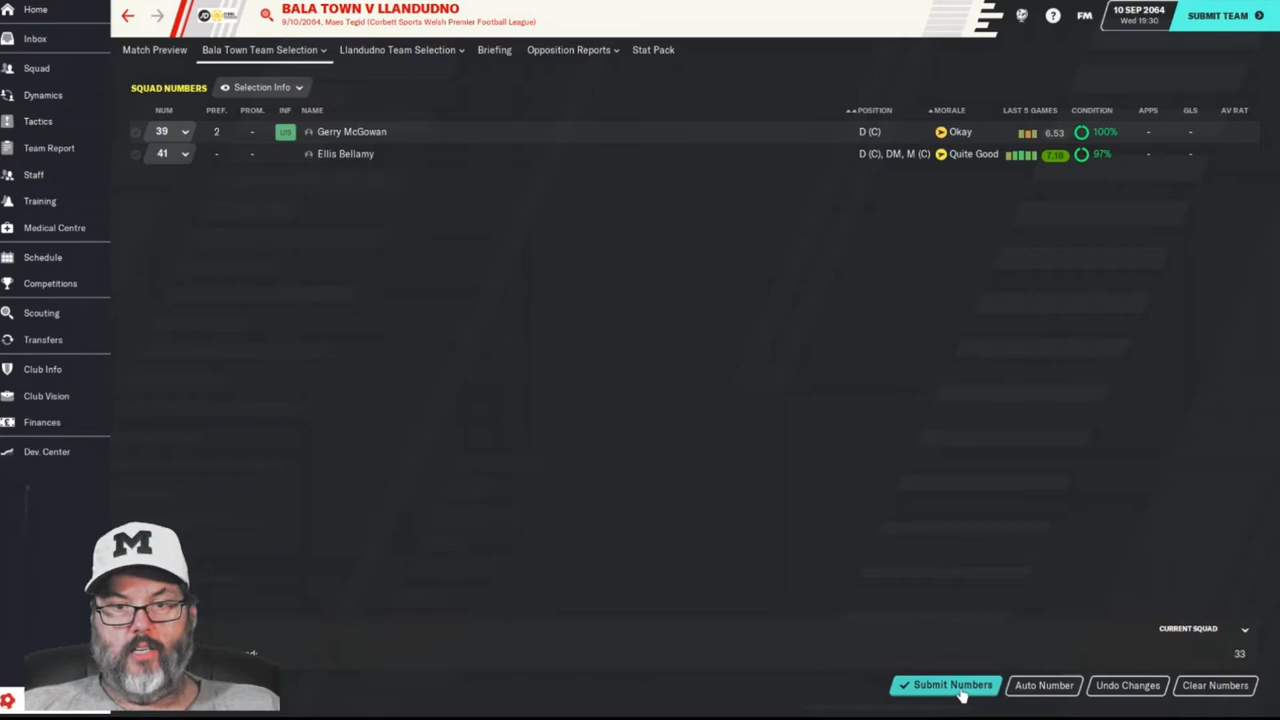 Home
BALA TOWN V LLANDUDNO
9/10/2064, Maes Tegid (Corbett Sports Welsh Premier Football League)
FM
10 SEP 2064
Wed 19:30
SUBMIT TEAM
Inbox
Squad
Dynamics
Tactics
Team Report
Staff
Training
Medical Centre
Schedule
Competitions
Scouting
Transfers
Club Info
Club Vision
Finances
Dev. Center
Match Preview Bala Town Team Selection Llandudno Team Selection Briefing Opposition Reports Stat Pack
SQUAD NUMBERS Selection Info
NUM PREF. PROM. INF NAME POSITION MORALE LAST 5 GAMES CONDITION APPS GLS AV RAT
39 2 - U19 Gerry McGowan D (C) Okay 6.53 100% - -
41 - - Ellis Bellamy D (C), DM, M (C) Quite Good 7.18 97% - -
M
CURRENT SQUAD
33
Submit Numbers Auto Number Undo Changes Clear Numbers